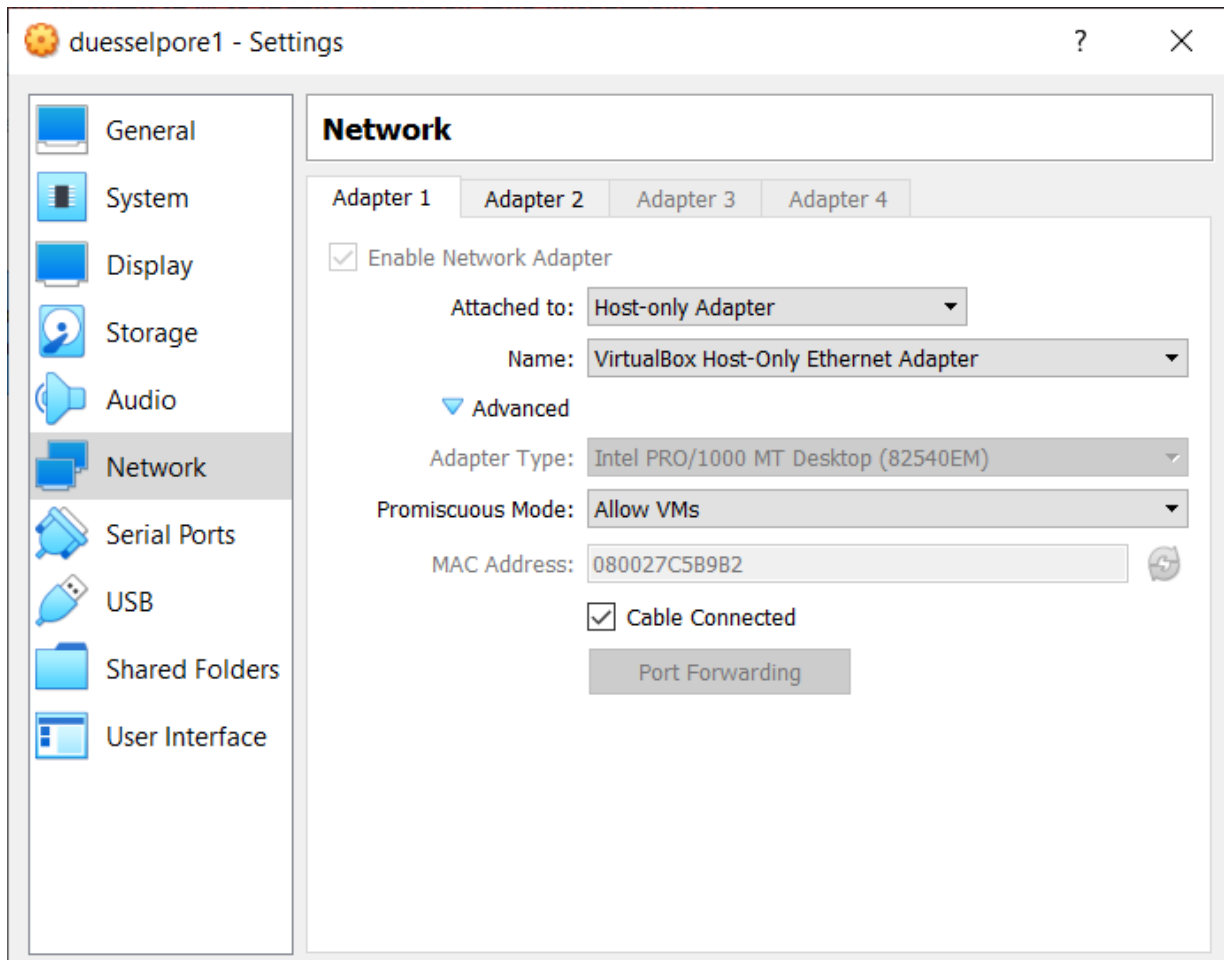 duesselpore1 - Settings ?
General
System
Display
Storage
Audio
Network
Serial Ports
USB
Shared Folders
User Interface
Network
Adapter 1 Adapter 2 Adapter 3 Adapter 4
Enable Network Adapter
Attached to: Host-only Adapter
Name: VirtualBox Host-Only Ethernet Adapter
Advanced
Adapter Type: Intel PRO/1000 MT Desktop (82540EM)
Promiscuous Mode: Allow VMs
MAC Address: 080027C5B9B2
Cable Connected
Port Forwarding